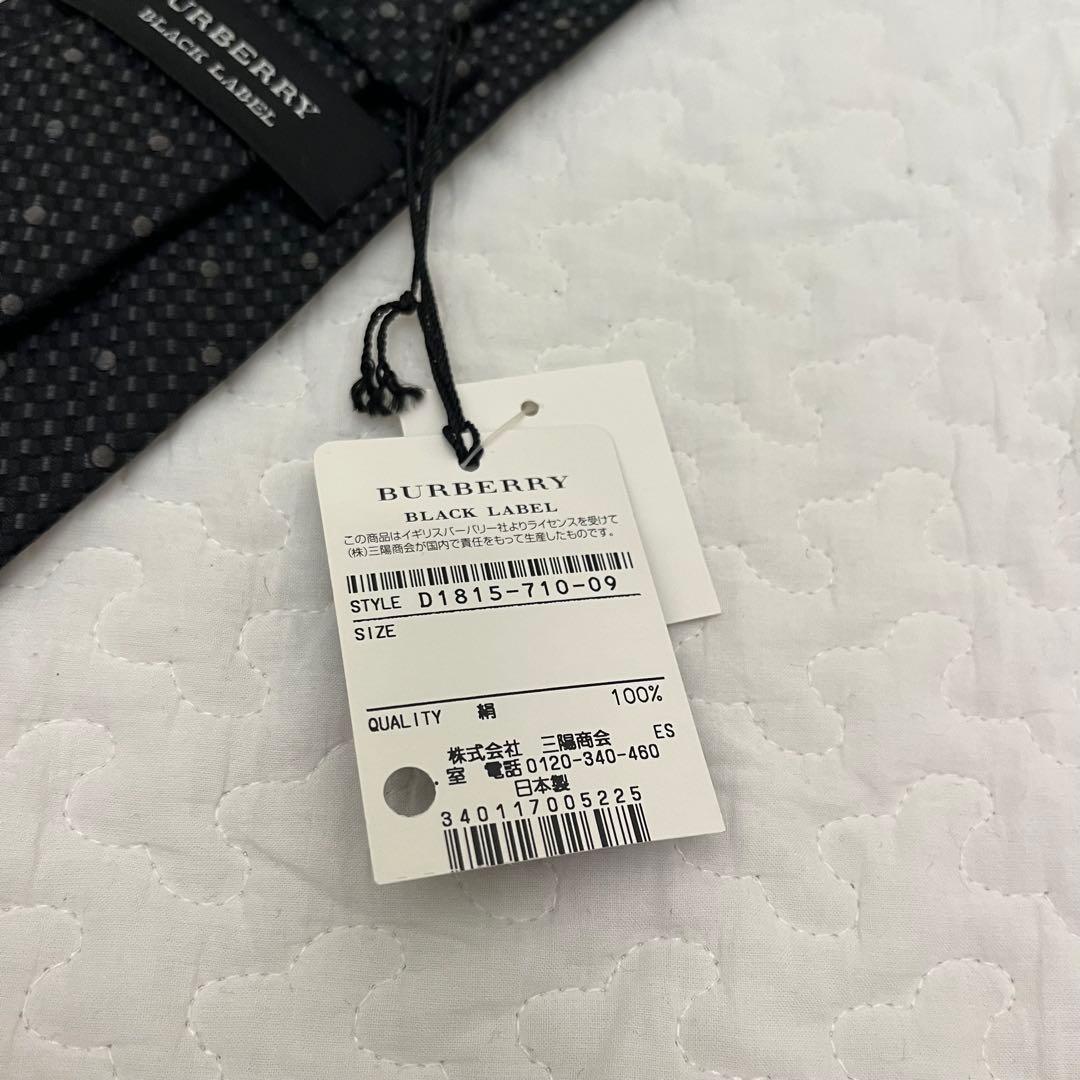 BURBERRY
BLACK LABEL
BURBERRY
BLACK LABEL
この商品はイギリスバーバリー社よりライセンスを受けて
(株)三陽商会が国内で責任をもって生産したものです。
STYLE D1815-710-09
SIZE
QUALITY 絹 100%
株式会社 三陽商会 ES
室 電話0120-340-460
日本製
340117005225